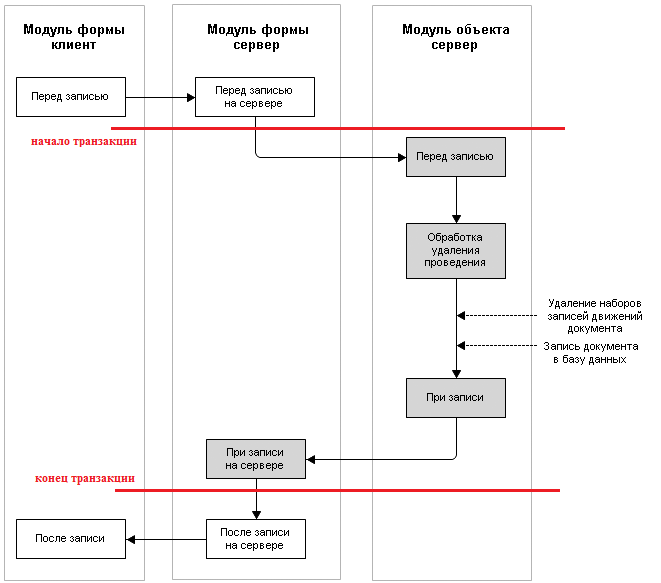 Модуль формы
клиент
Модуль формы
сервер
Модуль объекта
сервер
Перед записью
Перед записью
на сервере
начало транзакции
Перед записью
Обработка
удаления
проведения
Удаление наборов
записей движений
документа
Запись документа
в базу данных
При записи
При записи
на сервере
конец транзакции
После записи
После записи
на сервере